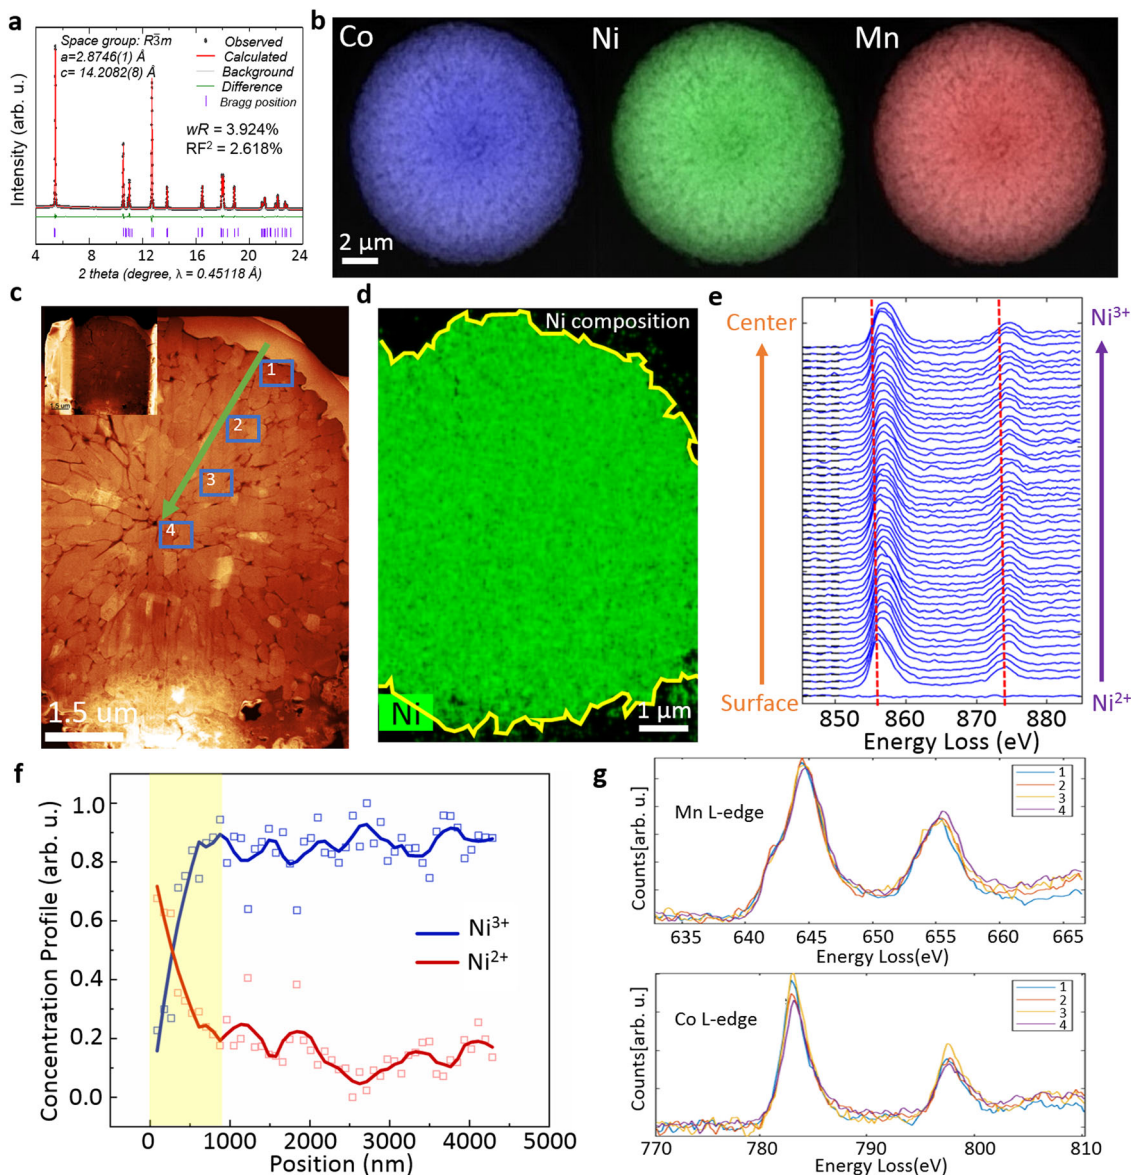 a
Space group: R3̅m
a=2.8746(1) Å
c= 14.2082(8) Å
Observed
Calculated
Background
Difference
Bragg position
wR = 3.924%
RF² = 2.618%
Intensity (arb. u.)
4 8 12 16 20 24
2 theta (degree, λ = 0.45118 Å)
b
Co
Ni
Mn
2 μm
c
1
2
3
4
1.5 um
1.5 um
d
Ni composition
Ni
1 μm
e
Center
Surface
Ni³⁺
Ni²⁺
850 860 870 880
Energy Loss (eV)
f
Concentration Profile (arb. u.)
1.0
0.8
0.6
0.4
0.2
0.0
Ni³⁺
Ni²⁺
0 1000 2000 3000 4000 5000
Position (nm)
g
Mn L-edge
Counts[arb. u.]
1
2
3
4
635 640 645 650 655 660 665
Energy Loss(eV)
Co L-edge
Counts[arb. u.]
1
2
3
4
770 780 790 800 810
Energy Loss(eV)